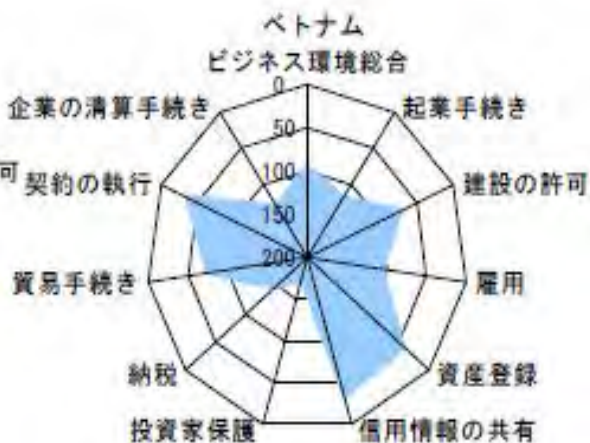 ベトナム
ビジネス環境総合
0
企業の清算手続き
起業手続き
50
可
契約の執行
100
建設の許可
150
200
貿易手続き
雇用
納税
資産登録
投資家保護
信用情報の共有